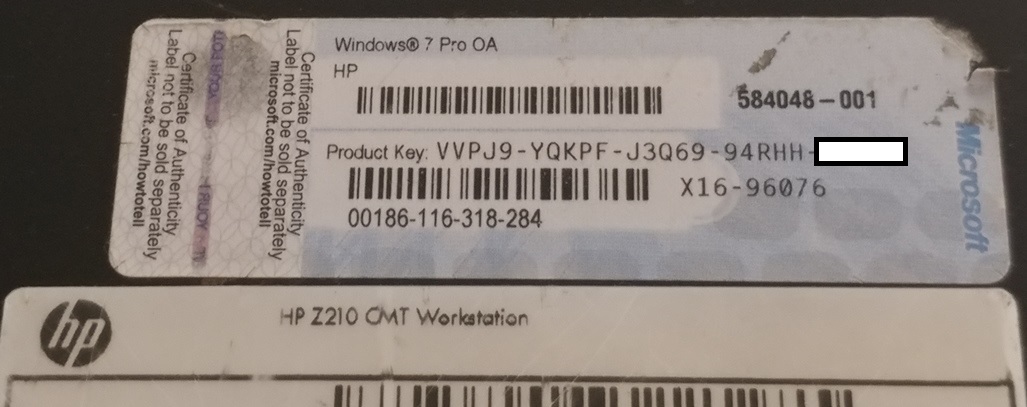 Certificate of Authenticity
Label not to be sold separately
microsoft.com/howtotell
Certificate of Authenticity
Label not to be sold separately
microsoft.com/howtotell
Windows® 7 Pro OA
HP
584048-001
Product Key: VVPJ9-YQKPF-J3Q69-94RHH-
X16-96076
00186-116-318-284
Microsoft
hp
HP Z210 CMT Workstation